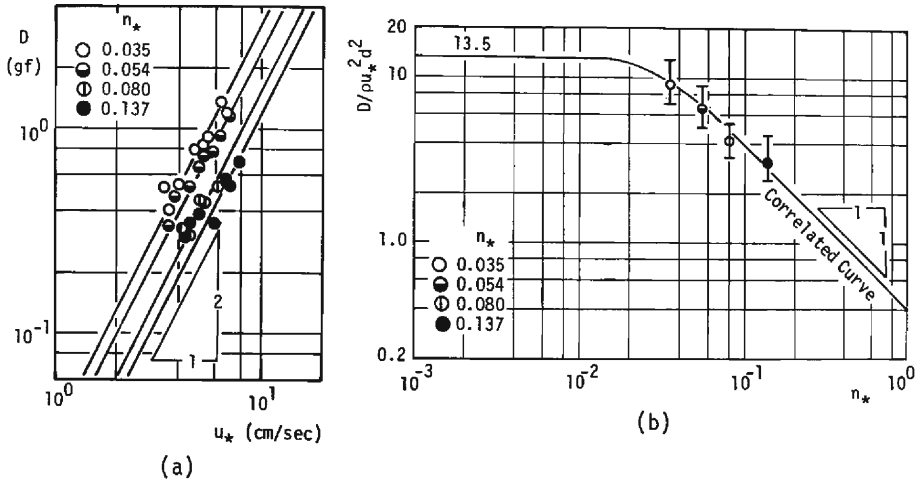 D
(gf)
n*
0.035
0.054
0.080
0.137
10^0
10^-1
2
1
10^0
10^1
u* (cm/sec)
(a)
D/ρu*^2d^2
20
10
1.0
0.2
13.5
n*
0.035
0.054
0.080
0.137
Correlated Curve
1
1
10^-3
10^-2
10^-1
10^0
n*
(b)